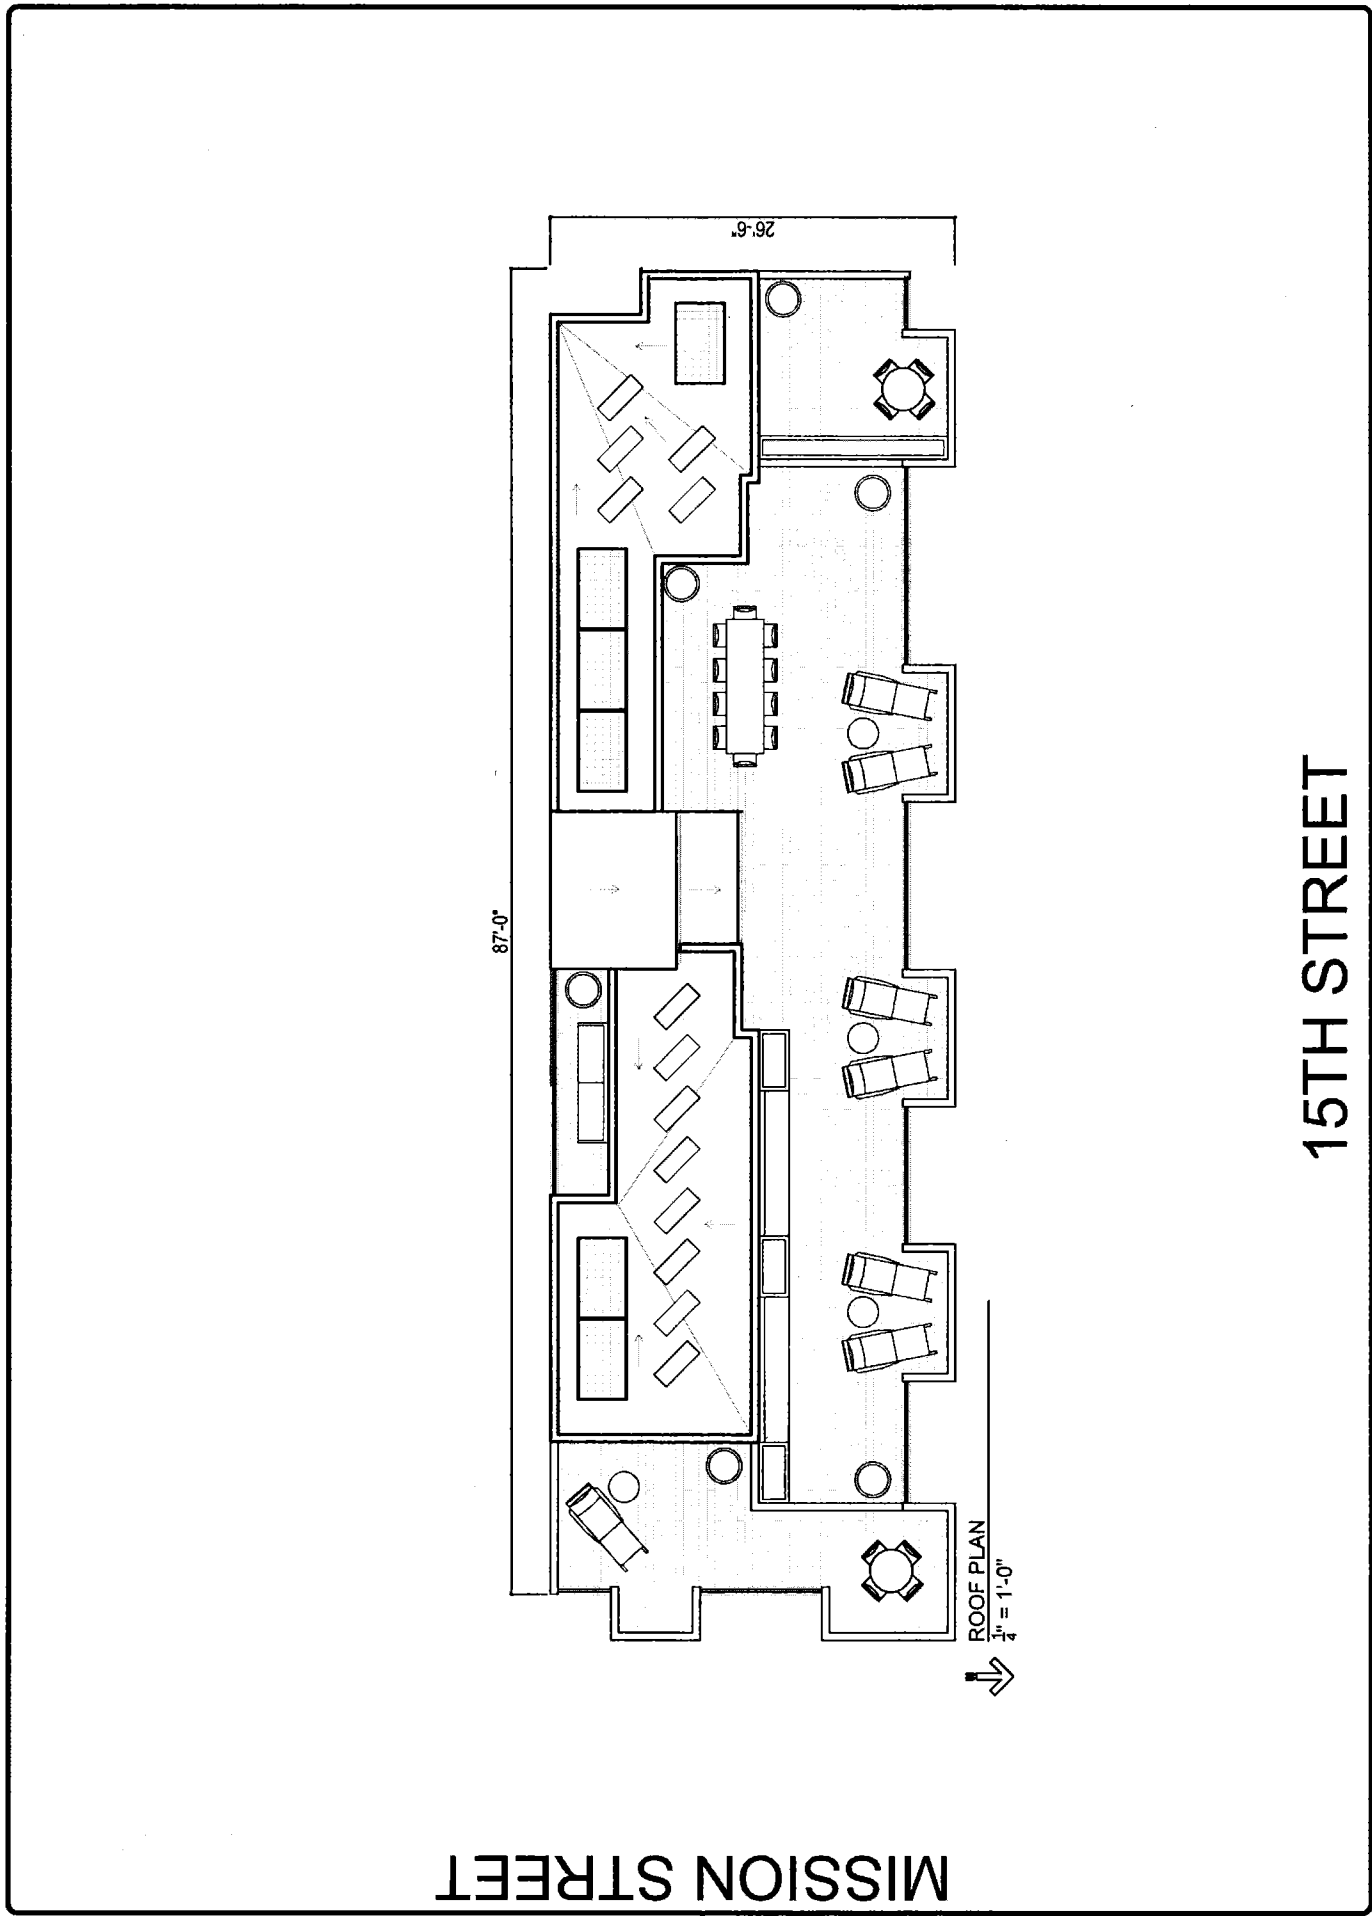 26'-6"
87'-0"
15TH STREET
ROOF PLAN
1/4" = 1'-0"
MISSION STREET